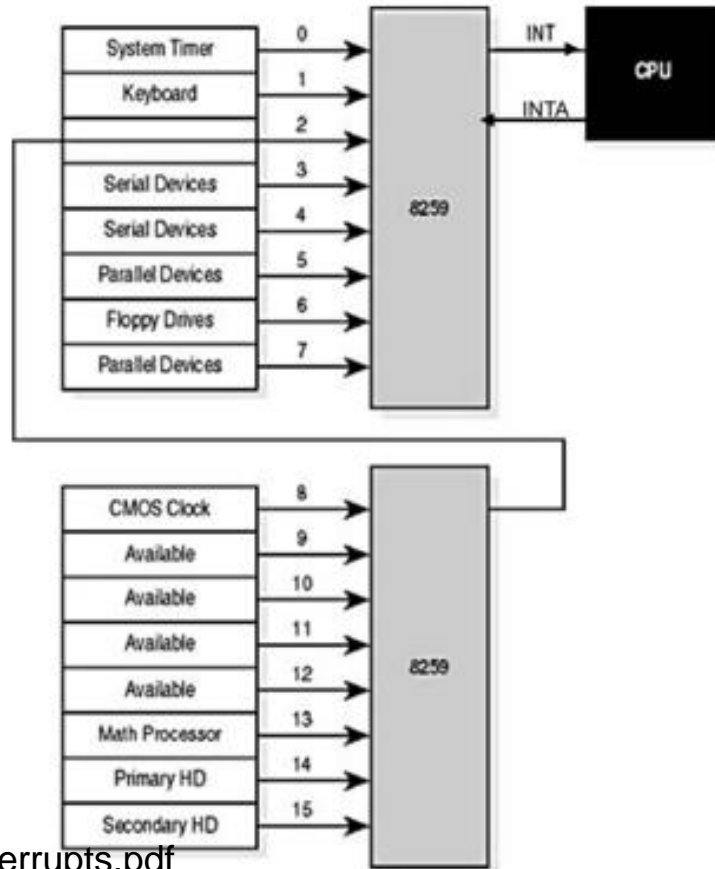 0
System Timer
INT
CPU
1
Keyboard
2
INTA
3
Serial Devices
8259
4
Serial Devices
5
Parallel Devices
6
Floppy Drives
7
Parallel Devices
8
CMOS Clock
9
Available
10
Available
11
Available
8259
12
Available
13
Math Processor
14
Primary HD
15
Secondary HD
errupts.pdf